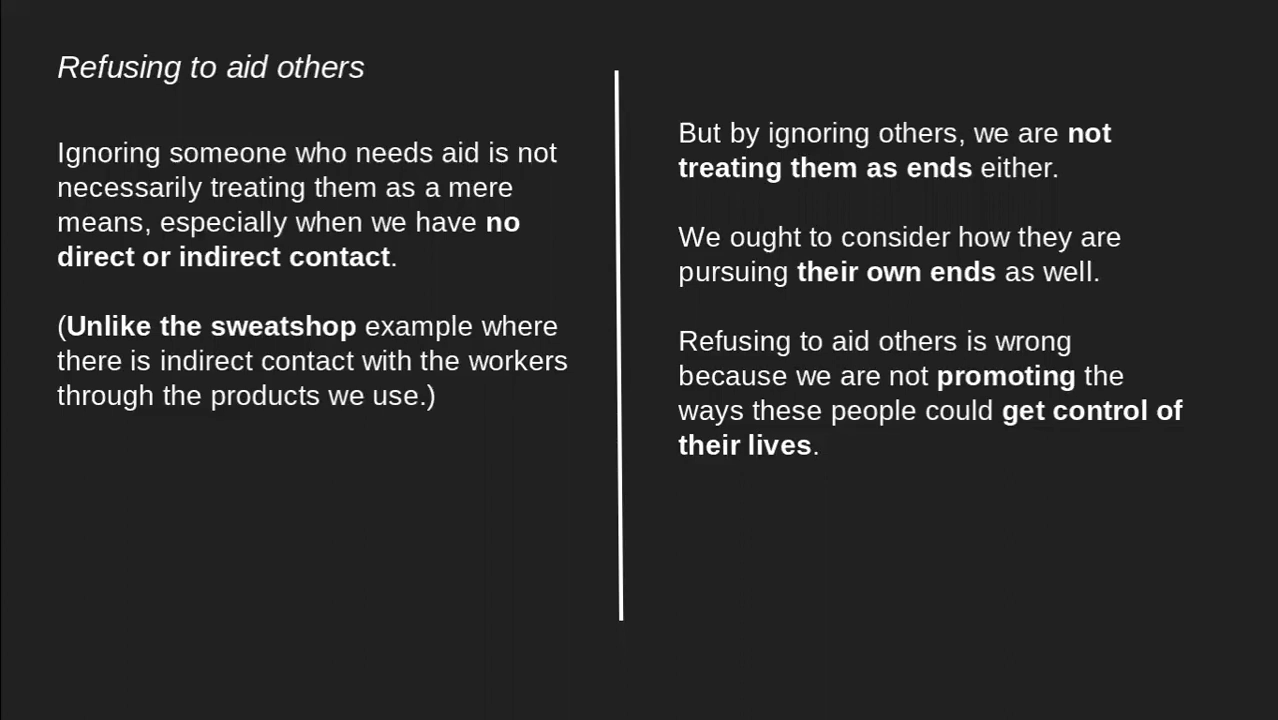 Refusing to aid others
Ignoring someone who needs aid is not
necessarily treating them as a mere
means, especially when we have no
direct or indirect contact.
(Unlike the sweatshop example where
there is indirect contact with the workers
through the products we use.)
But by ignoring others, we are not
treating them as ends either.
We ought to consider how they are
pursuing their own ends as well.
Refusing to aid others is wrong
because we are not promoting the
ways these people could get control of
their lives.